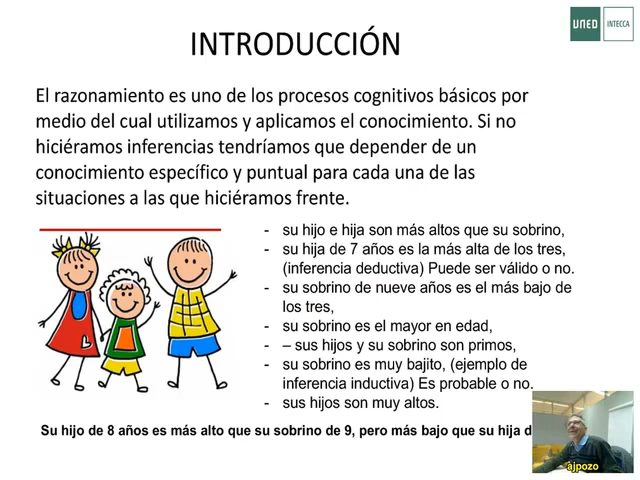 UNED INTECCA
INTRODUCCIÓN
El razonamiento es uno de los procesos cognitivos básicos por
medio del cual utilizamos y aplicamos el conocimiento. Si no
hiciéramos inferencias tendríamos que depender de un
conocimiento específico y puntual para cada una de las
situaciones a las que hiciéramos frente.
- su hijo e hija son más altos que su sobrino,
- su hija de 7 años es la más alta de los tres,
(inferencia deductiva) Puede ser válido o no.
- su sobrino de nueve años es el más bajo de
los tres,
- su sobrino es el mayor en edad,
- – sus hijos y su sobrino son primos,
- su sobrino es muy bajito, (ejemplo de
inferencia inductiva) Es probable o no.
- sus hijos son muy altos.
Su hijo de 8 años es más alto que su sobrino de 9, pero más bajo que su hija d
ajpozo